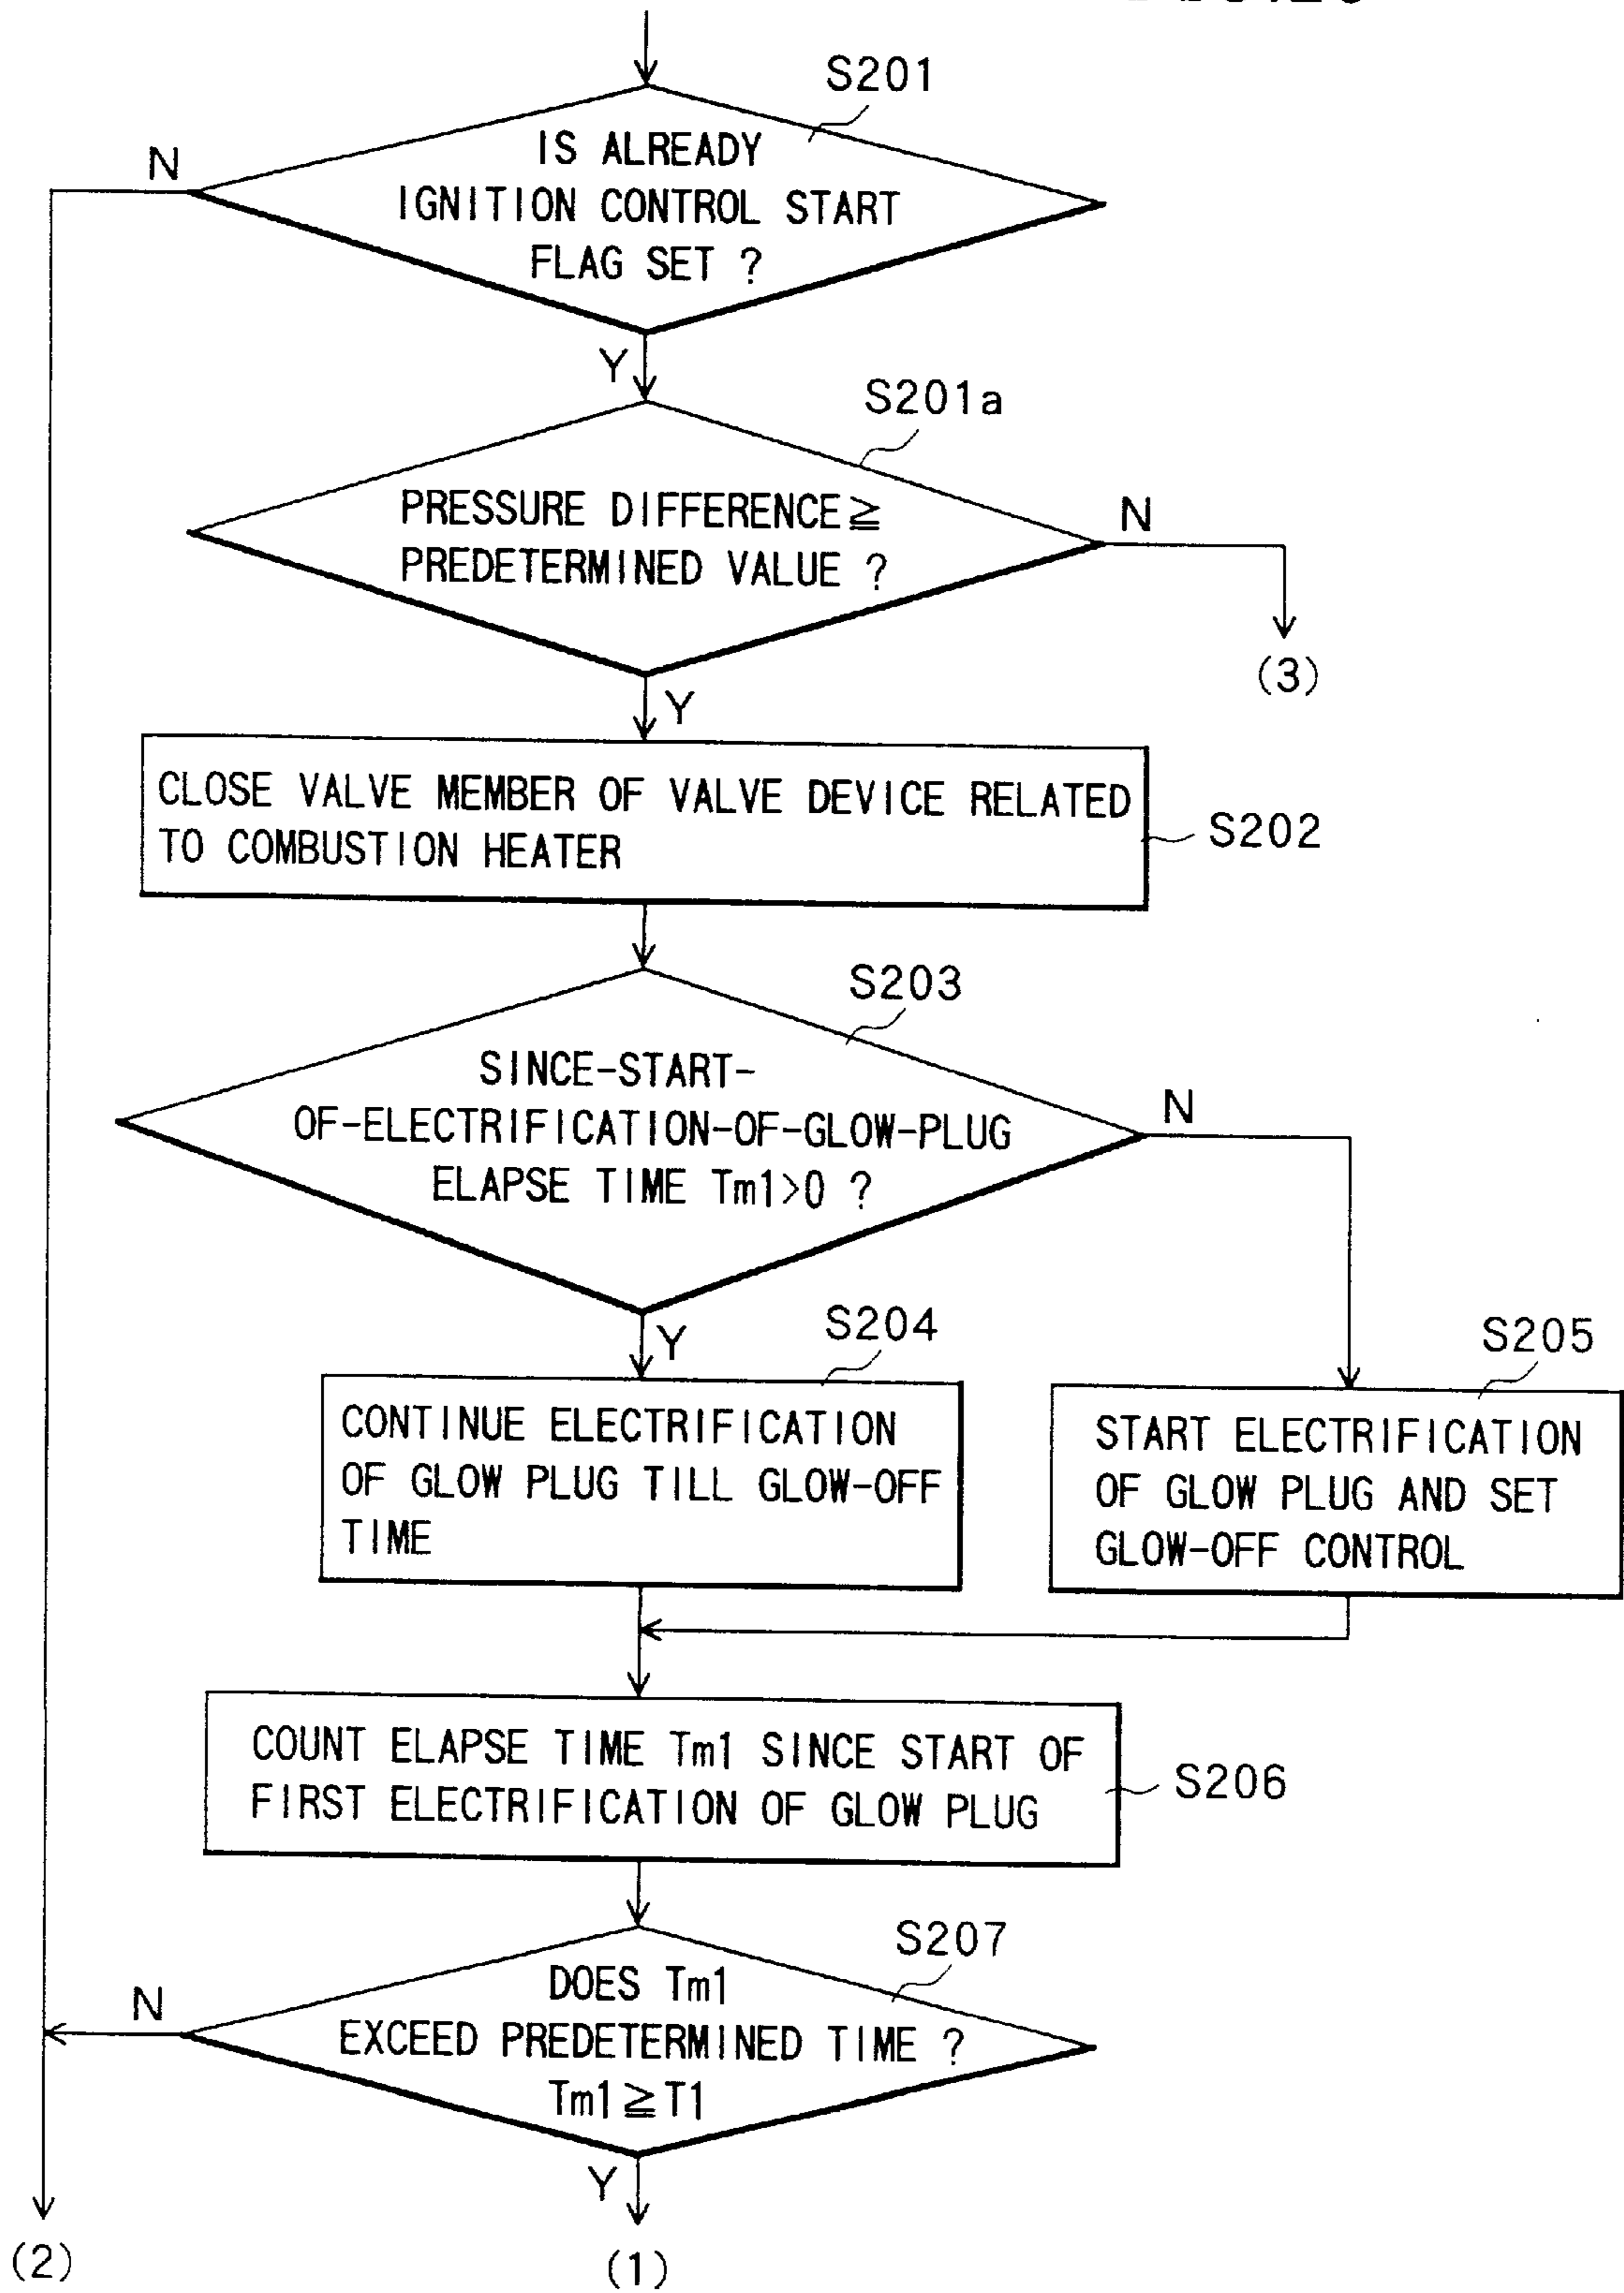 S201
IS ALREADY
IGNITION CONTROL START
FLAG SET ?
N
Y
S201a
PRESSURE DIFFERENCE≧
PREDETERMINED VALUE ?
N
(3)
Y
CLOSE VALVE MEMBER OF VALVE DEVICE RELATED
TO COMBUSTION HEATER
S202
S203
SINCE-START-
OF-ELECTRIFICATION-OF-GLOW-PLUG
ELAPSE TIME Tm1>0 ?
N
Y
S204
CONTINUE ELECTRIFICATION
OF GLOW PLUG TILL GLOW-OFF
TIME
S205
START ELECTRIFICATION
OF GLOW PLUG AND SET
GLOW-OFF CONTROL
COUNT ELAPSE TIME Tm1 SINCE START OF
FIRST ELECTRIFICATION OF GLOW PLUG
S206
S207
DOES Tm1
EXCEED PREDETERMINED TIME ?
Tm1≧T1
N
Y
(2)
(1)